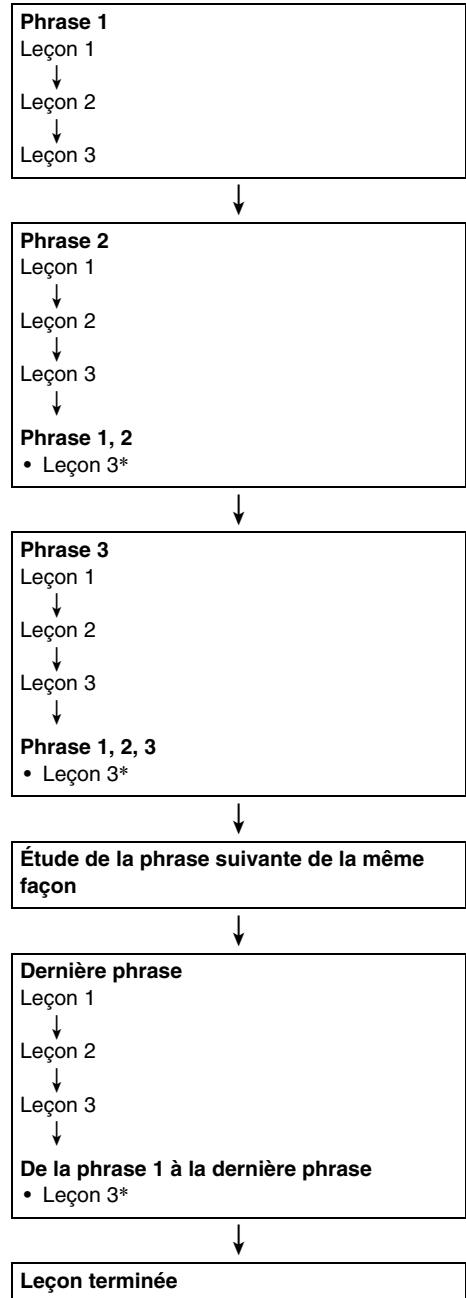 Phrase 1
Leçon 1
Leçon 2
Leçon 3
Phrase 2
Leçon 1
Leçon 2
Leçon 3
Phrase 1, 2
• Leçon 3*
Phrase 3
Leçon 1
Leçon 2
Leçon 3
Phrase 1, 2, 3
• Leçon 3*
Étude de la phrase suivante de la même
façon
Dernière phrase
Leçon 1
Leçon 2
Leçon 3
De la phrase 1 à la dernière phrase
• Leçon 3*
Leçon terminée